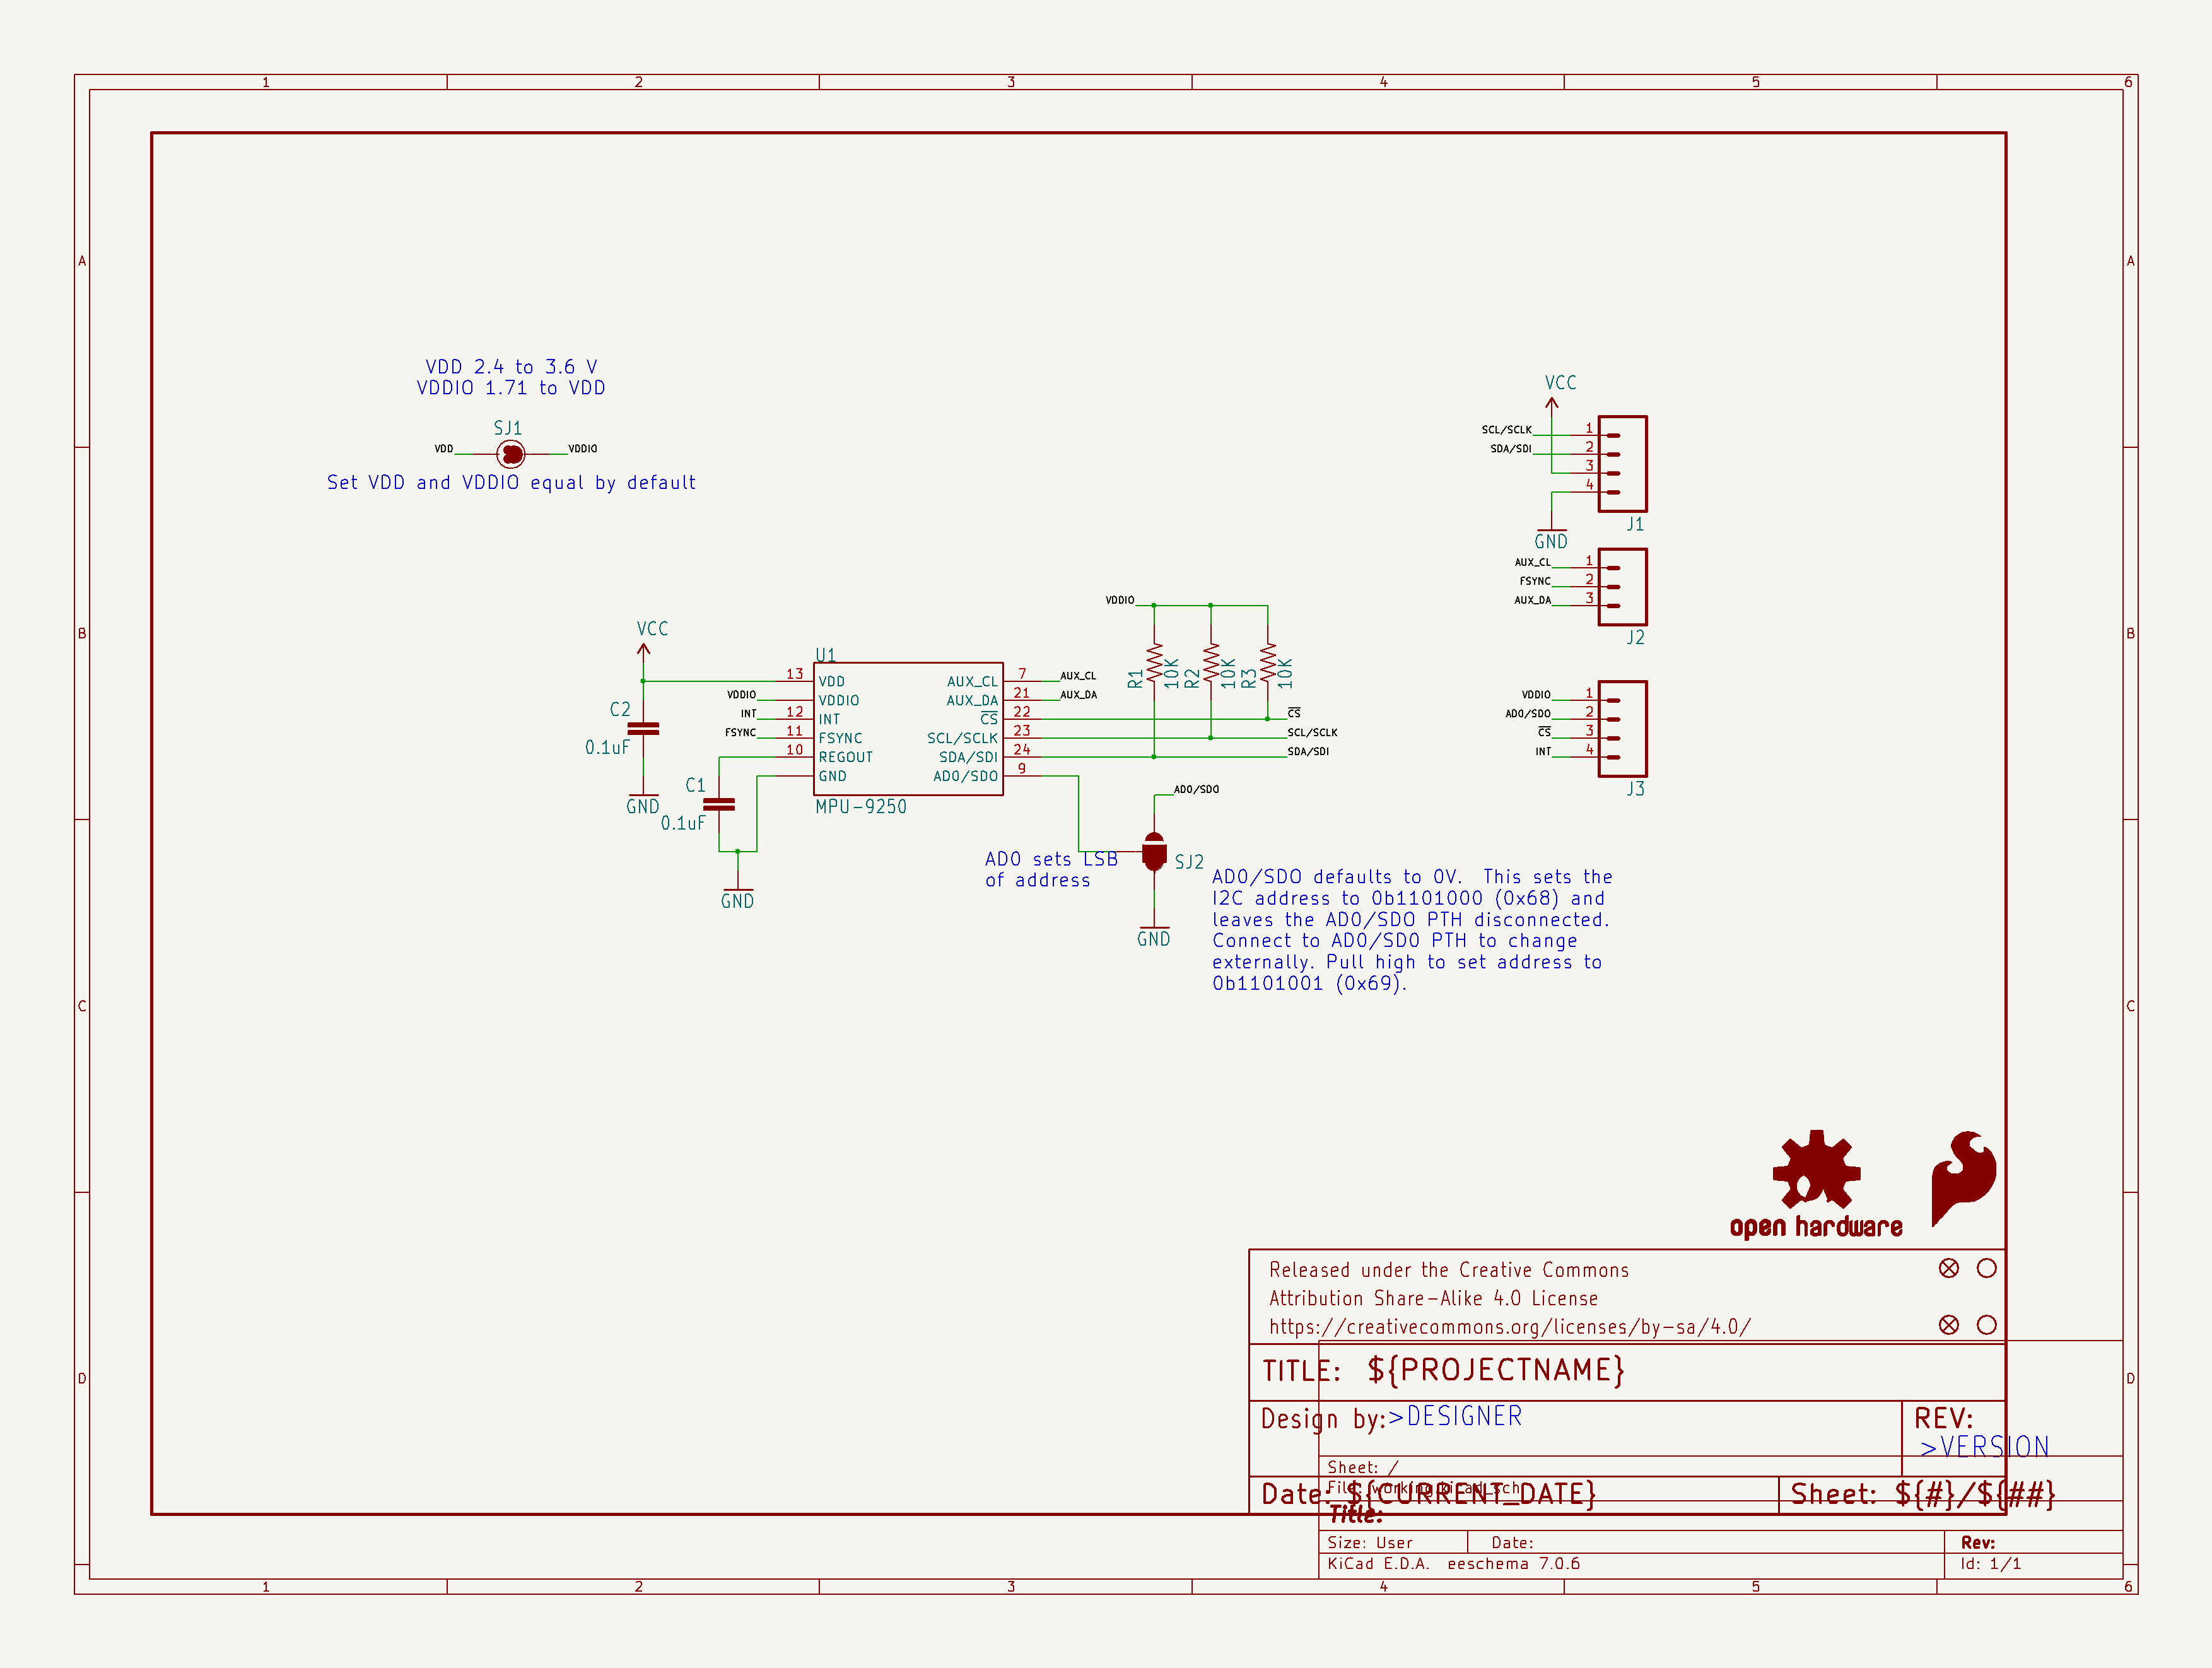 1 2 3 4 5 6
A A
B B
C C
D D
VDD 2.4 to 3.6 V
VDDIO 1.71 to VDD
SJ1
VDD VDDIO
Set VDD and VDDIO equal by default
VCC
SCL/SCLK 1
SDA/SDI 2
3
4
J1
GND
AUX_CL 1
FSYNC 2
AUX_DA 3
J2
VDDIO 1
AD0/SDO 2
CS 3
INT 4
J3
VCC
C2
0.1uF
GND
C1
0.1uF
GND
U1
13 VDD
VDDIO VDDIO
INT 12 INT
FSYNC 11 FSYNC
10 REGOUT
GND
AUX_CL 7 AUX_CL
AUX_DA 21 AUX_DA
CS 22 CS
SCL/SCLK 23 SCL/SCLK
SDA/SDI 24 SDA/SDI
AD0/SDO 9
MPU-9250
VDDIO
R1 10K R2 10K R3 10K
AD0/SDO
SJ2
GND
AD0 sets LSB
of address
AD0/SDO defaults to 0V. This sets the
I2C address to 0b1101000 (0x68) and
leaves the AD0/SDO PTH disconnected.
Connect to AD0/SDO PTH to change
externally. Pull high to set address to
0b1101001 (0x69).
open hardware
Released under the Creative Commons
Attribution Share-Alike 4.0 License
https://creativecommons.org/licenses/by-sa/4.0/
TITLE: ${PROJECTNAME}
Design by: >DESIGNER
REV:
>VERSION
Sheet: /
File: working.kicad_sch
Date: ${CURRENT_DATE}
Sheet: ${#}/${##}
Title:
Size: User Date: Rev:
KiCad E.D.A. eeschema 7.0.6 Id: 1/1
1 2 3 4 5 6